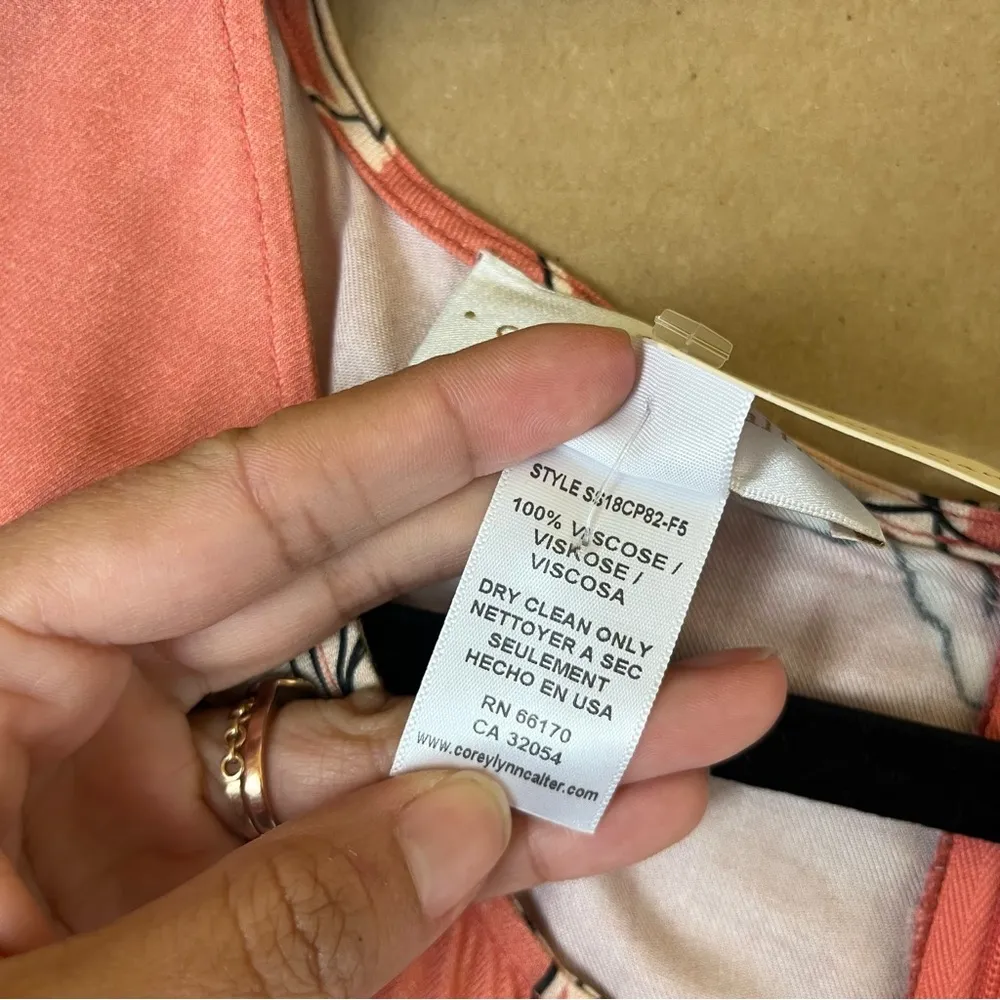 STYLE SS18CP82-F5
100% VISCOSE /
VISKOSE /
VISCOSA
DRY CLEAN ONLY
NETTOYER A SEC
SEULEMENT
HECHO EN USA
RN 66170
CA 32054
www.coreylynncalter.com